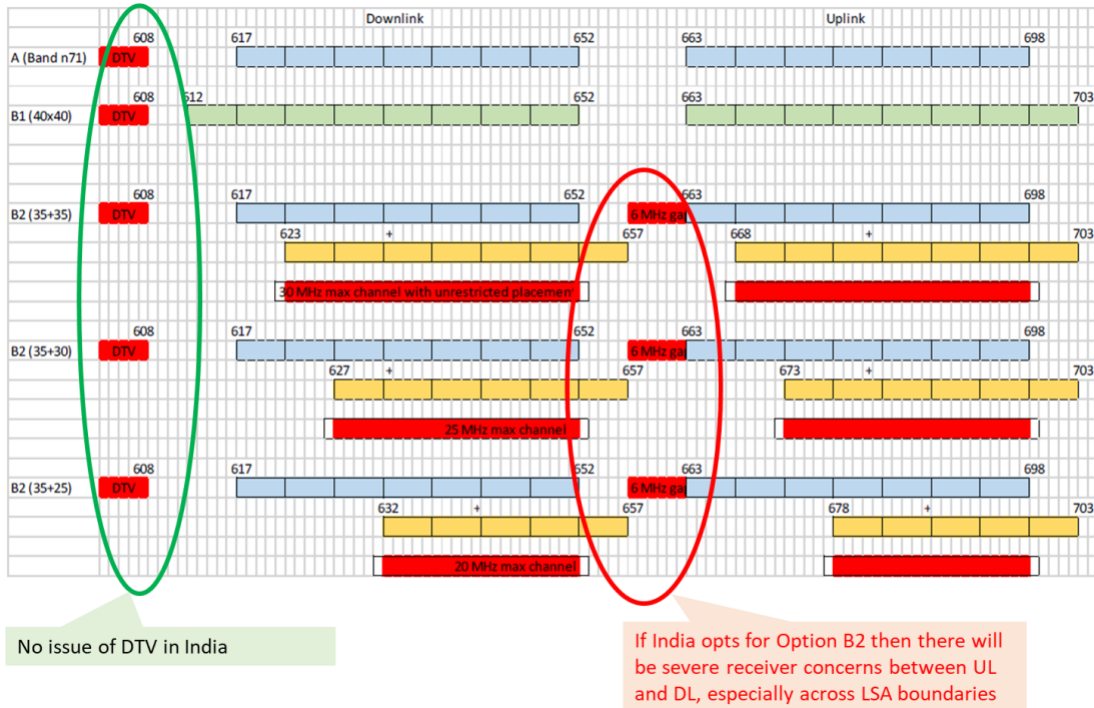 Downlink Uplink
608 617 652 663 698
A (Band n71) DTV
608 612 652 663 703
B1 (40x40) DTV
608 617 652 663 698
B2 (35+35) DTV 6 MHz gap
623 + 657 668 + 703
30 MHz max channel with unrestricted placement
608 617 652 663 698
B2 (35+30) DTV 6 MHz gap
627 + 657 673 + 703
25 MHz max channel
608 617 652 663 698
B2 (35+25) DTV 6 MHz gap
632 + 657 678 + 703
20 MHz max channel
No issue of DTV in India
If India opts for Option B2 then there will
be severe receiver concerns between UL
and DL, especially across LSA boundaries